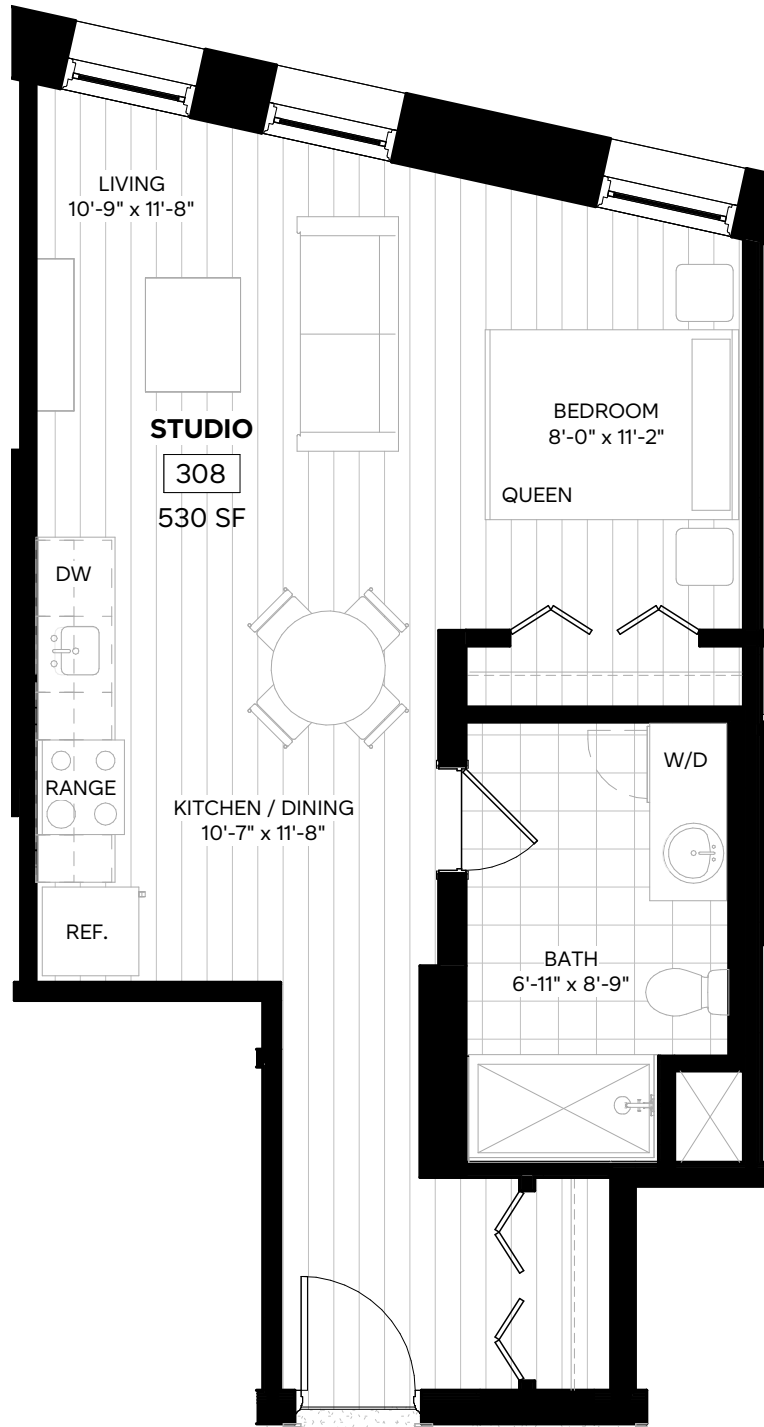 LIVING
10'-9" x 11'-8"
STUDIO
308
530 SF
BEDROOM
8'-0" x 11'-2"
QUEEN
DW
RANGE
KITCHEN / DINING
10'-7" x 11'-8"
W/D
REF.
BATH
6'-11" x 8'-9"